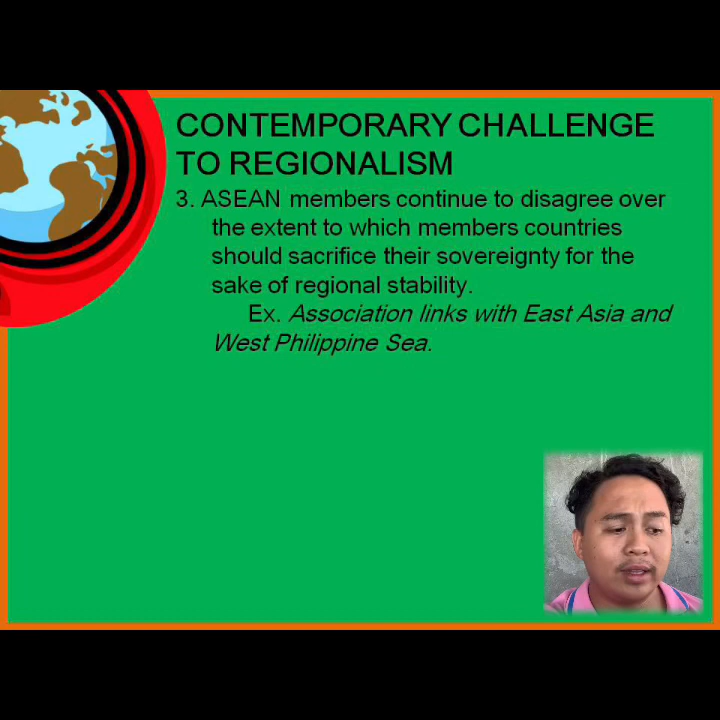 CONTEMPORARY CHALLENGE
TO REGIONALISM
3. ASEAN members continue to disagree over
the extent to which members countries
should sacrifice their sovereignty for the
sake of regional stability.
Ex. Association links with East Asia and
West Philippine Sea.